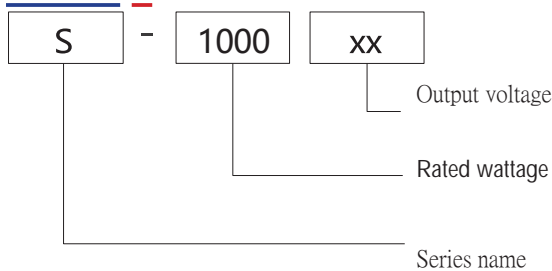 S - 1000 xx
Output voltage
Rated wattage
Series name